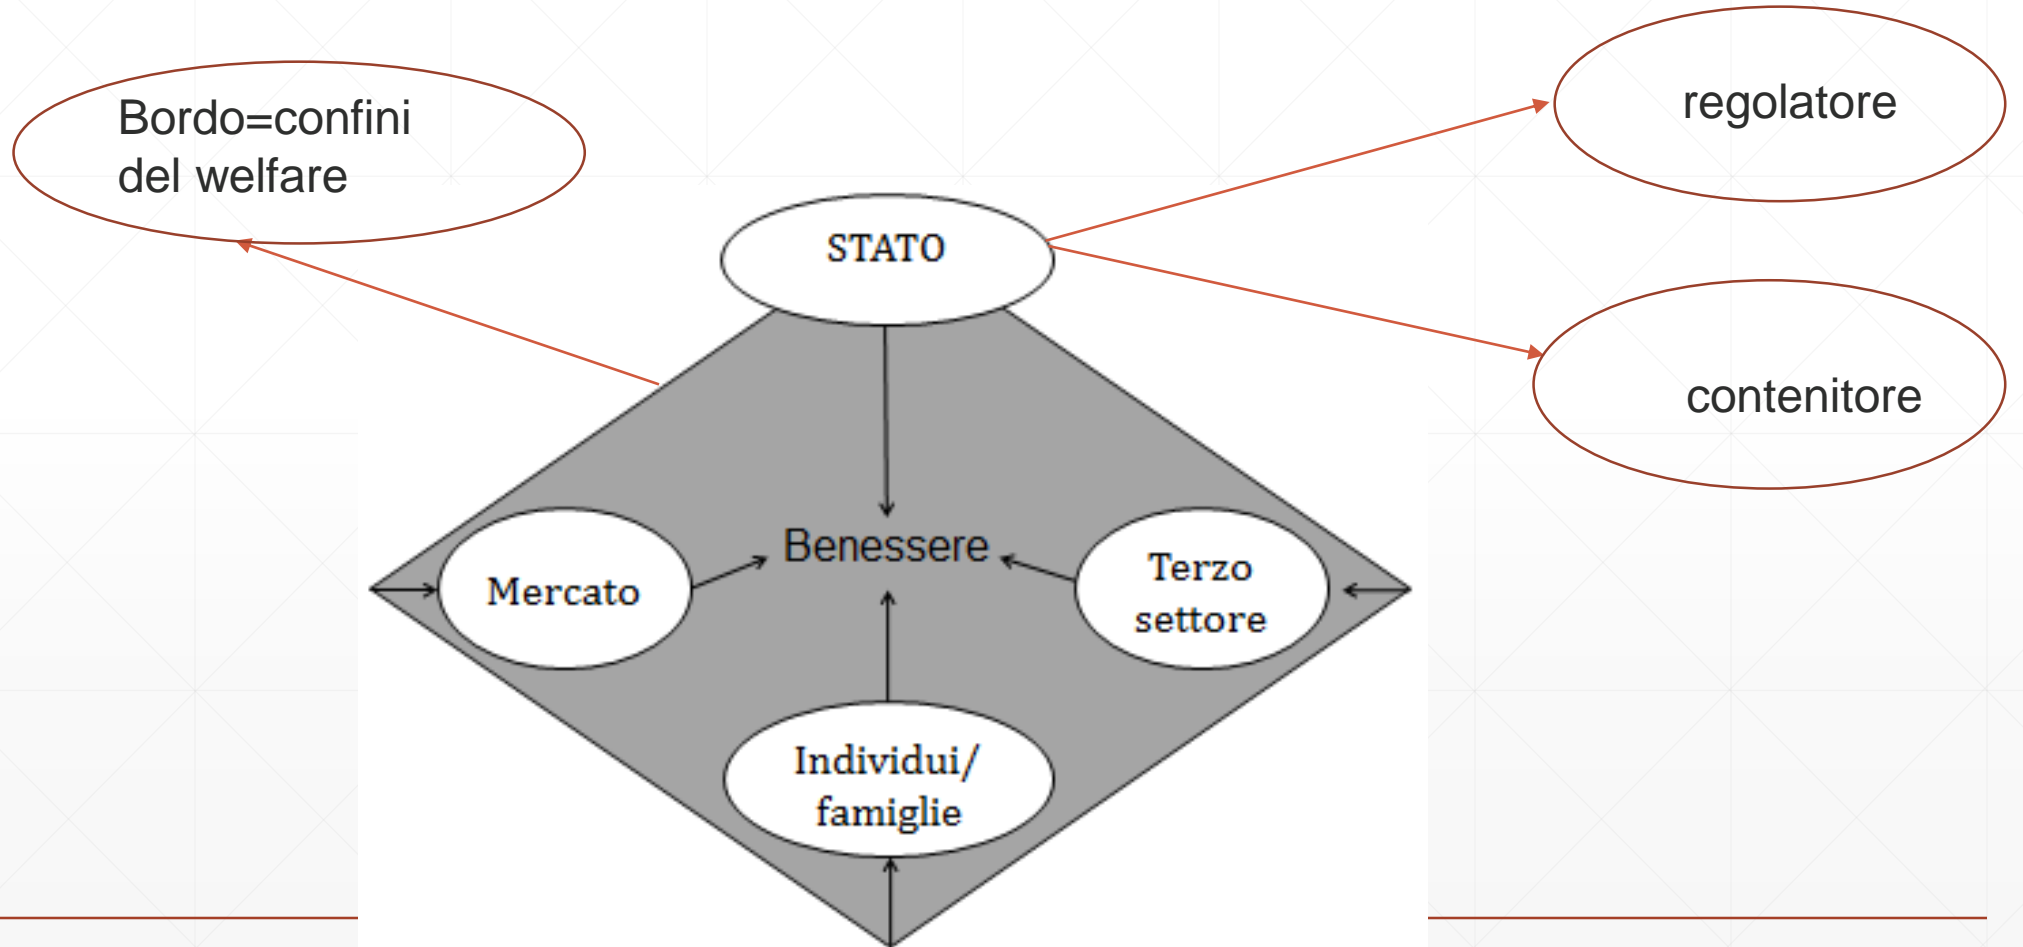 Bordo=confini
del welfare
regolatore
STATO
contenitore
Benessere
Mercato
Terzo
settore
Individui/
famiglie